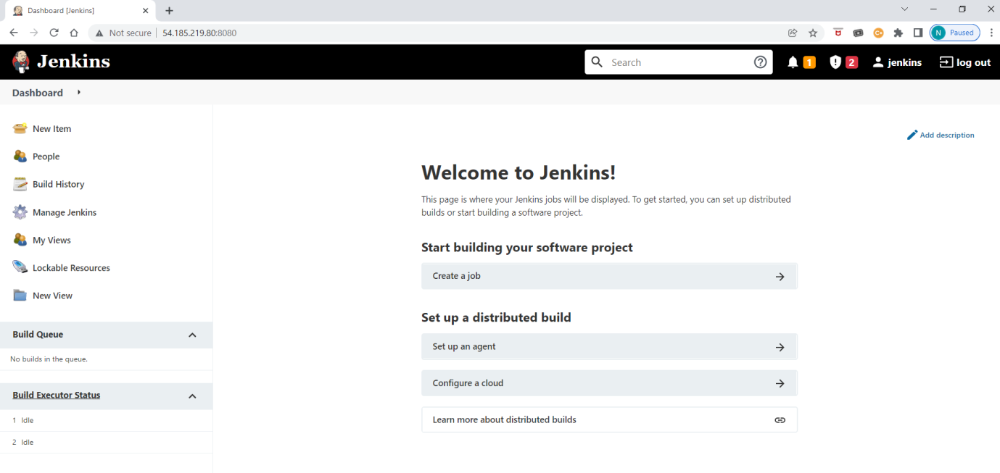 Dashboard [Jenkins]
Not secure 54.185.219.80:8080
N Paused
Jenkins
Search
1
2
jenkins
log out
Dashboard
New Item
People
Build History
Manage Jenkins
My Views
Lockable Resources
New View
Build Queue
No builds in the queue.
Build Executor Status
1 Idle
2 Idle
Add description
Welcome to Jenkins!
This page is where your Jenkins jobs will be displayed. To get started, you can set up distributed
builds or start building a software project.
Start building your software project
Create a job
Set up a distributed build
Set up an agent
Configure a cloud
Learn more about distributed builds